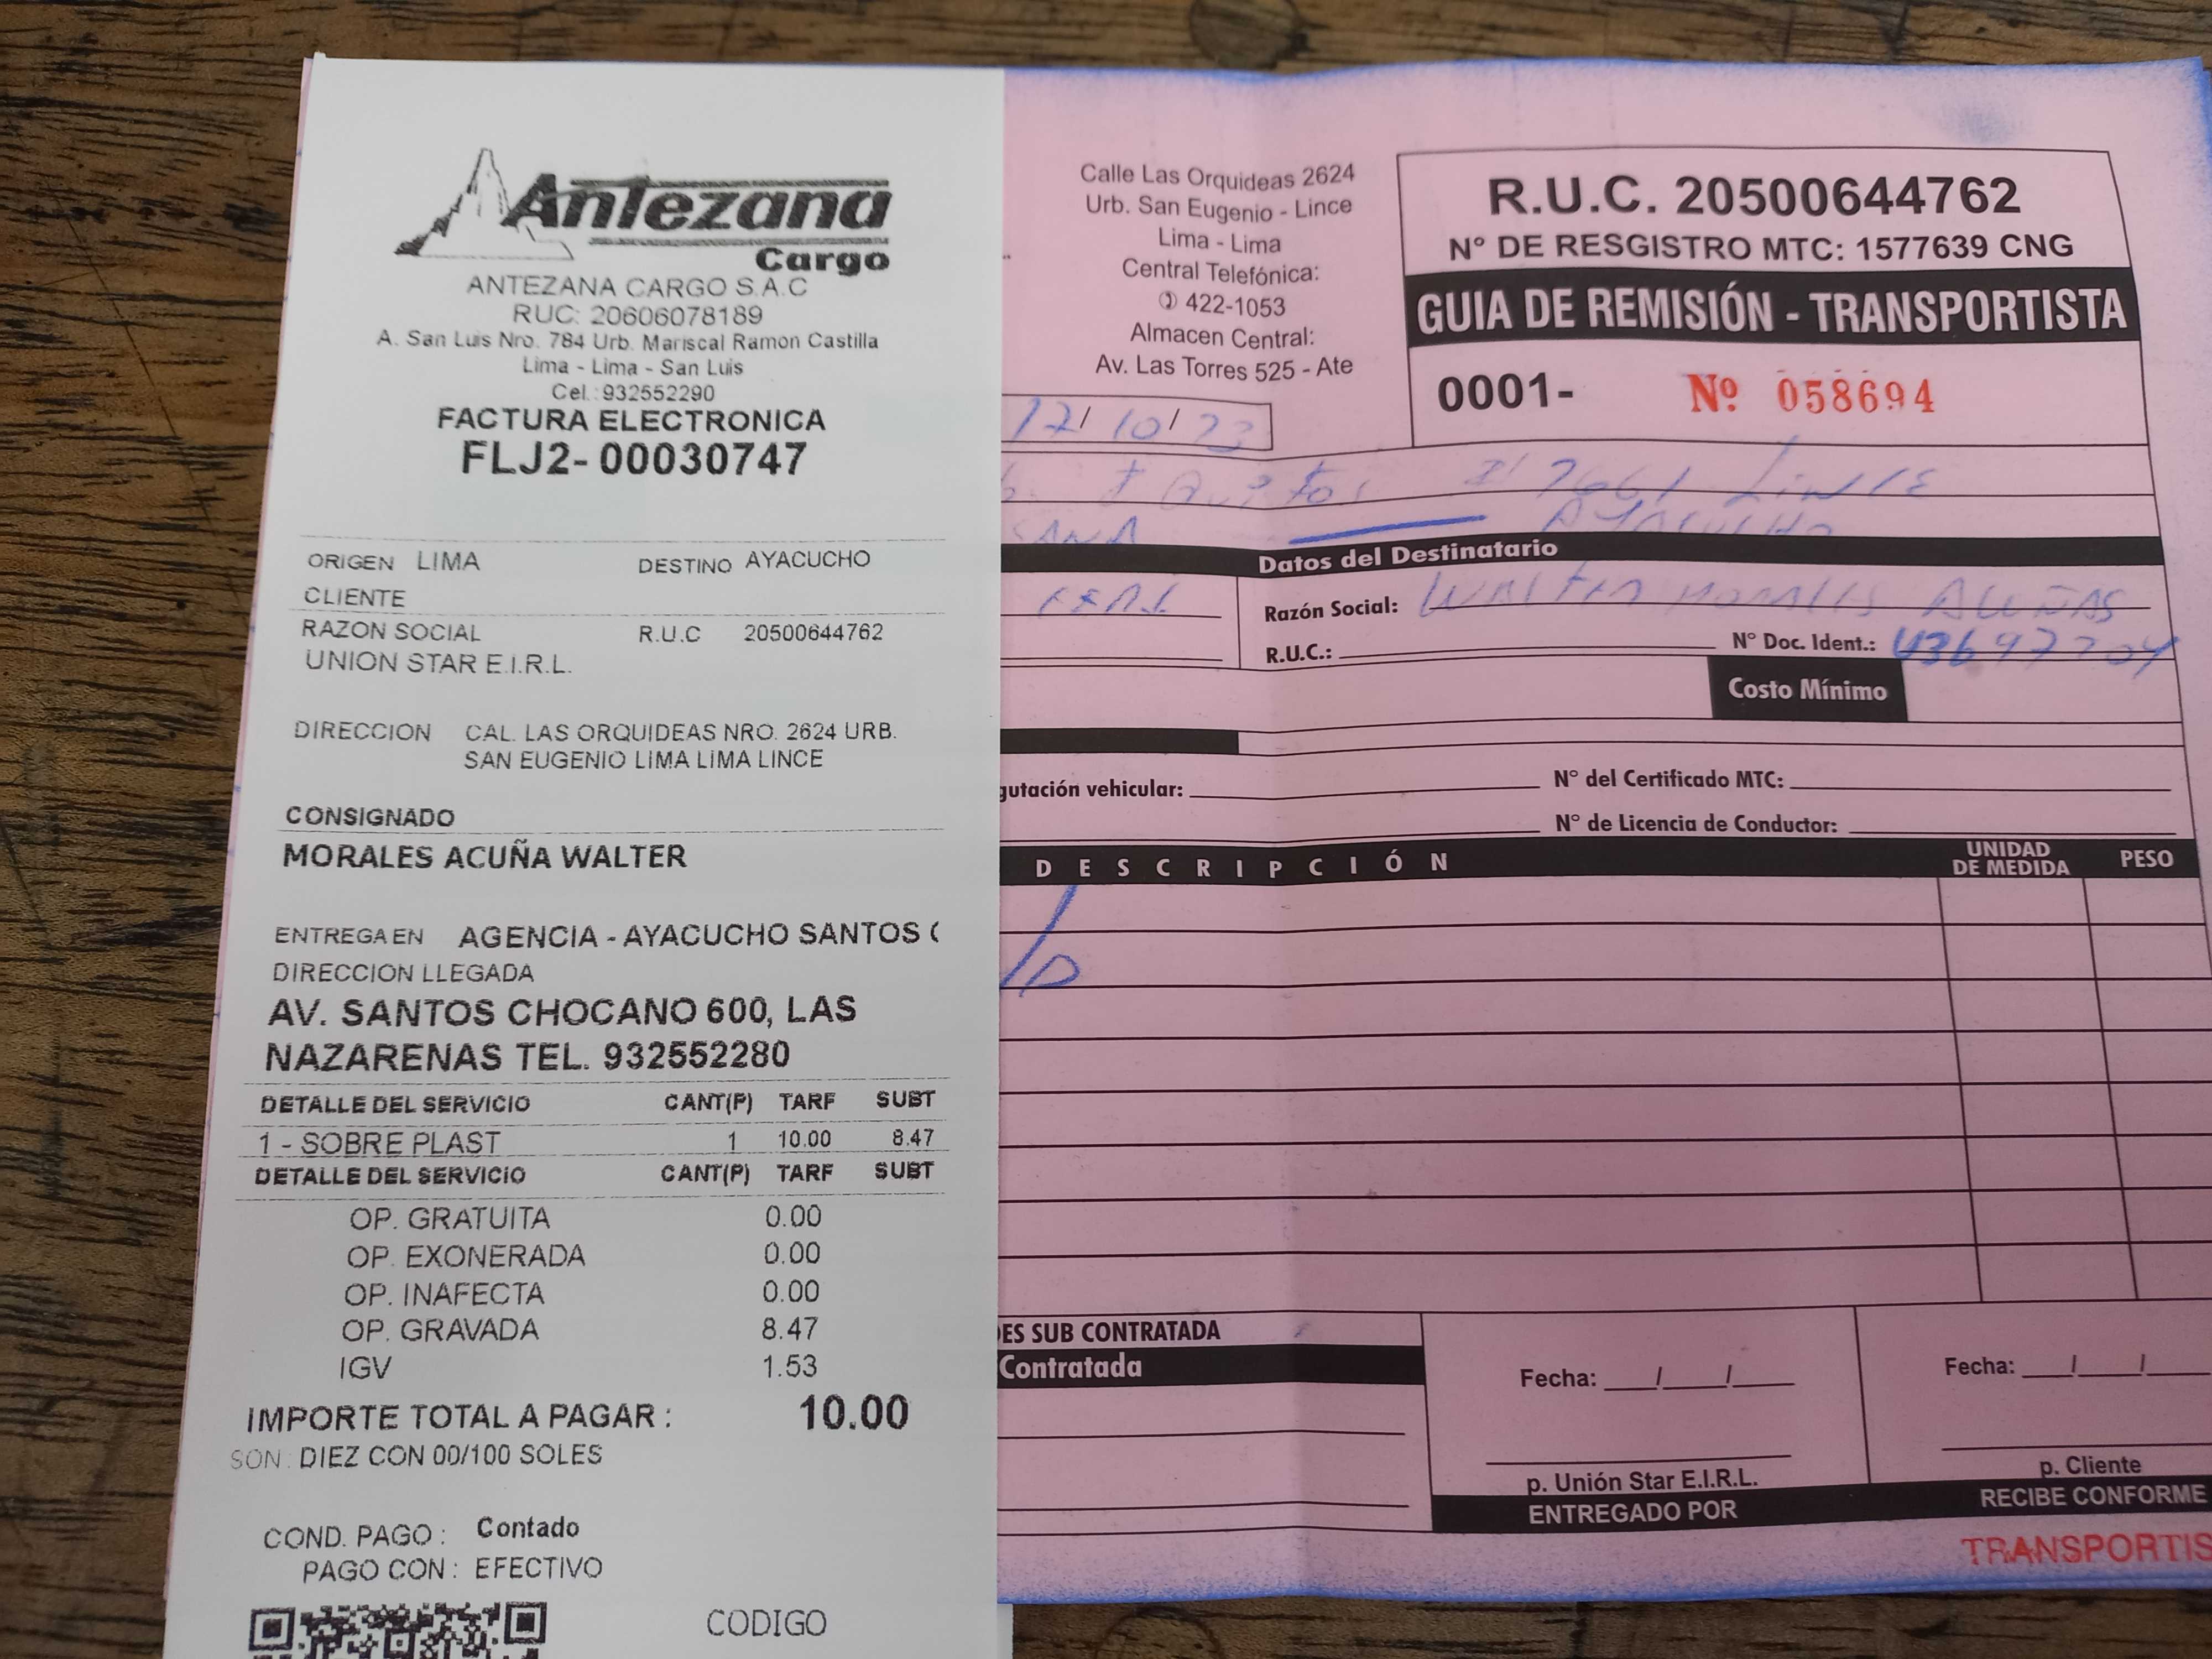 Antezana
Cargo
ANTEZANA CARGO S.A.C
RUC: 20606078189
A. San Luis Nro. 784 Urb. Mariscal Ramon Castilla
Lima - Lima - San Luis
Cel.:932552290
FACTURA ELECTRONICA
FLJ2- 00030747
ORIGEN LIMA DESTINO AYACUCHO
CLIENTE
RAZON SOCIAL R.U.C 20500644762
UNION STAR E.I.R.L.
DIRECCION CAL. LAS ORQUIDEAS NRO. 2624 URB.
SAN EUGENIO LIMA LIMA LINCE
CONSIGNADO
MORALES ACUÑA WALTER
ENTREGA EN AGENCIA - AYACUCHO SANTOS C
DIRECCION LLEGADA
AV. SANTOS CHOCANO 600, LAS
NAZARENAS TEL. 932552280
DETALLE DEL SERVICIO CANT(P) TARF SUBT
1 - SOBRE PLAST 1 10.00 8.47
DETALLE DEL SERVICIO CANT(P) TARF SUBT
OP. GRATUITA 0.00
OP. EXONERADA 0.00
OP. INAFECTA 0.00
OP. GRAVADA 8.47
IGV 1.53
IMPORTE TOTAL A PAGAR : 10.00
SON : DIEZ CON 00/100 SOLES
COND. PAGO : Contado
PAGO CON : EFECTIVO
CODIGO
Calle Las Orquideas 2624
Urb. San Eugenio - Lince
Lima - Lima
Central Telefónica:
422-1053
Almacen Central:
Av. Las Torres 525 - Ate
R.U.C. 20500644762
N° DE RESGISTRO MTC: 1577639 CNG
GUIA DE REMISIÓN - TRANSPORTISTA
0001- Nº 058694
17/ 10/ 23
LINCE
AYACUCHO
Datos del Destinatario
Razón Social: WALTER MORALES ACUÑAS
R.U.C.: N° Doc. Ident.: 43697704
Costo Mínimo
gutación vehicular: N° del Certificado MTC:
N° de Licencia de Conductor:
DESCRIPCIÓN UNIDAD DE MEDIDA PESO
ES SUB CONTRATADA
Contratada
Fecha: / / Fecha: / /
p. Unión Star E.I.R.L. p. Cliente
ENTREGADO POR RECIBE CONFORME
TRANSPORTIS